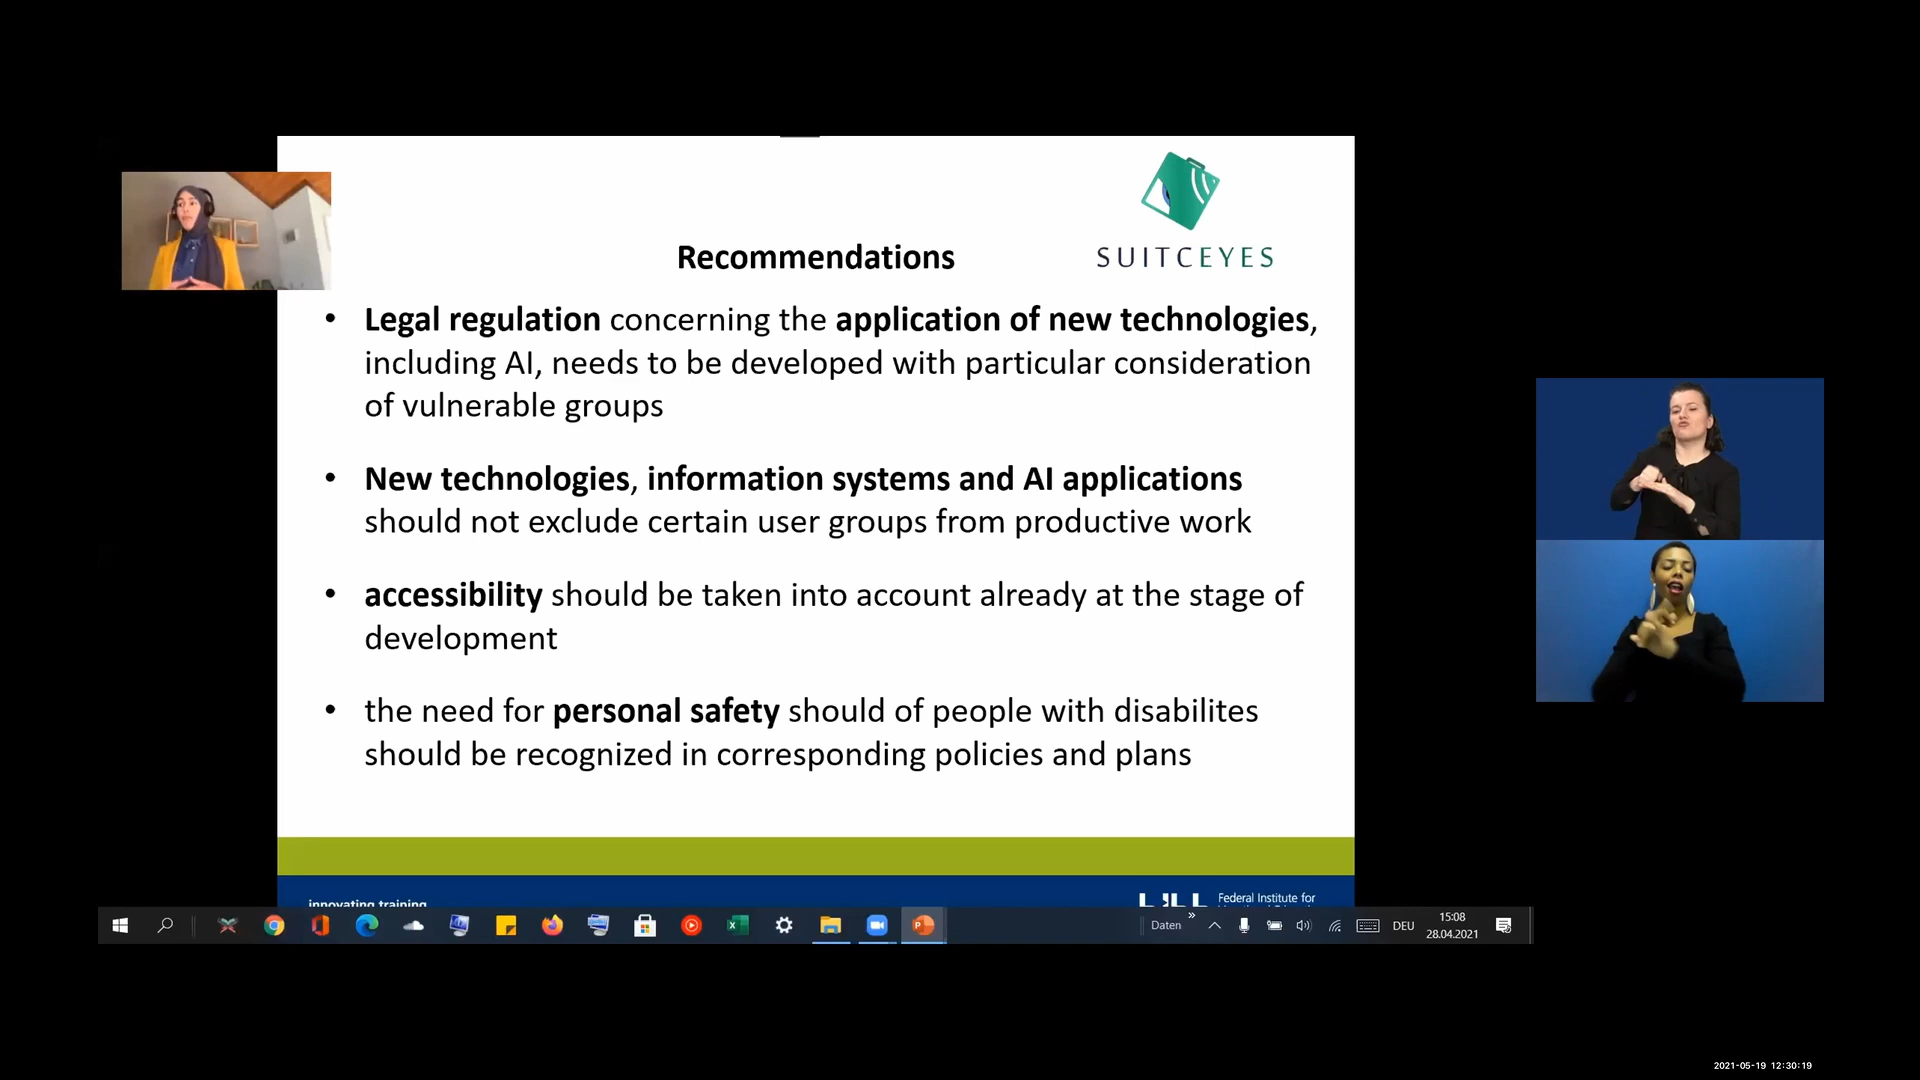 SUITCEYES
Recommendations
• Legal regulation concerning the application of new technologies,
including AI, needs to be developed with particular consideration
of vulnerable groups
• New technologies, information systems and AI applications
should not exclude certain user groups from productive work
• accessibility should be taken into account already at the stage of
development
• the need for personal safety should of people with disabilites
should be recognized in corresponding policies and plans
innovating training
Federal Institute for
Daten
DEU
15:08
28.04.2021
2021-05-19 12:30:19